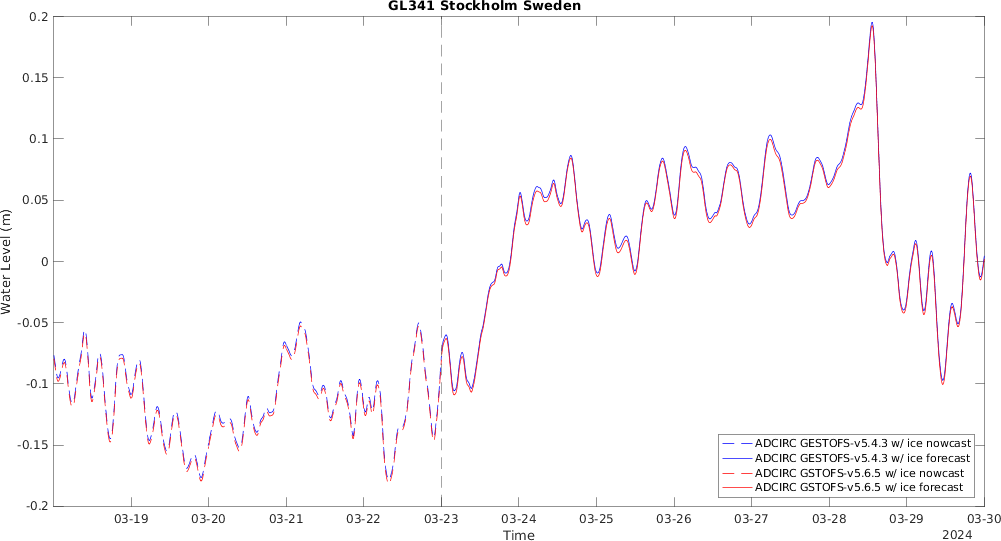 GL341 Stockholm Sweden
0.2
0.15
0.1
0.05
0
-0.05
-0.1
-0.15
-0.2
Water Level (m)
03-19 03-20 03-21 03-22 03-23 03-24 03-25 03-26 03-27 03-28 03-29 03-30
Time
2024
ADCIRC GESTOFS-v5.4.3 w/ ice nowcast
ADCIRC GESTOFS-v5.4.3 w/ ice forecast
ADCIRC GSTOFS-v5.6.5 w/ ice nowcast
ADCIRC GSTOFS-v5.6.5 w/ ice forecast